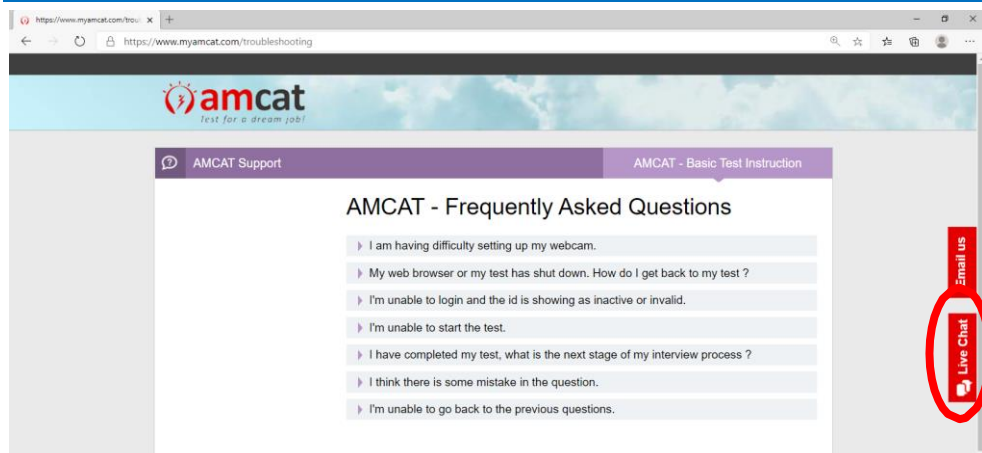 https://www.myamcat.com/trou
https://www.myamcat.com/troubleshooting
amcat
Test for a dream job!
AMCAT Support
AMCAT - Basic Test Instruction
AMCAT - Frequently Asked Questions
I am having difficulty setting up my webcam.
My web browser or my test has shut down. How do I get back to my test ?
I'm unable to login and the id is showing as inactive or invalid.
I'm unable to start the test.
I have completed my test, what is the next stage of my interview process ?
I think there is some mistake in the question.
I'm unable to go back to the previous questions.
Email us
Live Chat